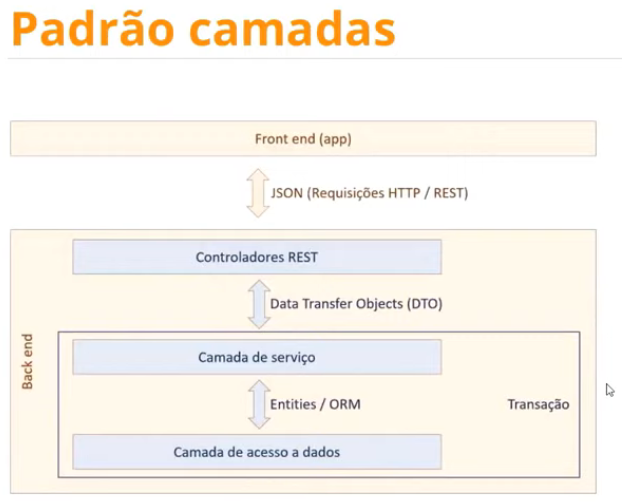 Padrão camadas
Front end (app)
JSON (Requisições HTTP / REST)
Controladores REST
Data Transfer Objects (DTO)
Back end
Camada de serviço
Entities / ORM
Transação
Camada de acesso a dados